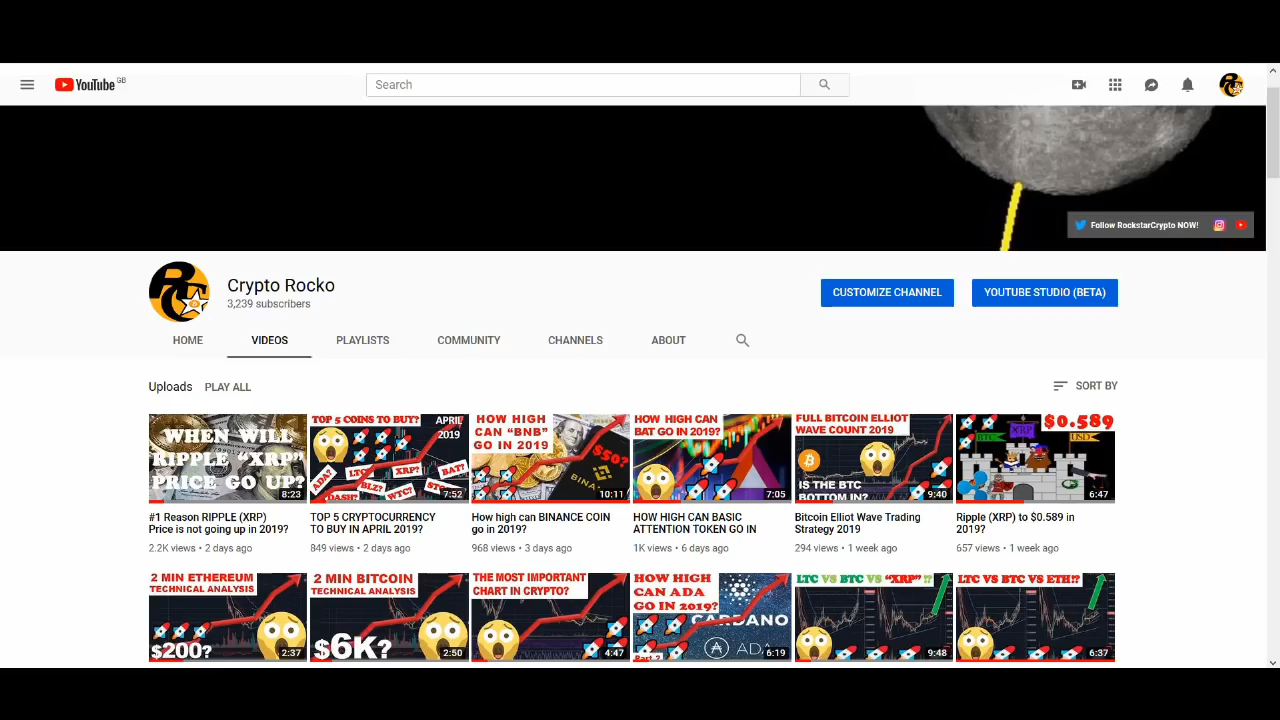 YouTube GB
Search
Follow RockstarCrypto NOW!
Crypto Rocko
3,239 subscribers
CUSTOMIZE CHANNEL
YOUTUBE STUDIO (BETA)
HOME VIDEOS PLAYLISTS COMMUNITY CHANNELS ABOUT
Uploads PLAY ALL
SORT BY
WHEN WILL
RIPPLE "XRP"
PRICE GO UP?
8:23
TOP 5 COINS TO BUY?
APRIL
2019
ADA?
LTC
XRP?
BAT?
DASH?
BLZ?
WTC?
7:52
HOW HIGH
CAN "BNB"
GO IN 2019
$50?
10:11
HOW HIGH CAN
BAT GO IN 2019?
7:05
FULL BITCOIN ELLIOT
WAVE COUNT 2019
IS THE BTC
BOTTOM IN?
9:40
$0.589
BTC
XRP
USD
6:47
#1 Reason RIPPLE (XRP)
Price is not going up in 2019?
2.2K views • 2 days ago
TOP 5 CRYPTOCURRENCY
TO BUY IN APRIL 2019?
849 views • 2 days ago
How high can BINANCE COIN
go in 2019?
968 views • 3 days ago
HOW HIGH CAN BASIC
ATTENTION TOKEN GO IN
1K views • 6 days ago
Bitcoin Elliot Wave Trading
Strategy 2019
294 views • 1 week ago
Ripple (XRP) to $0.589 in
2019?
657 views • 1 week ago
2 MIN ETHEREUM
TECHNICAL ANALYSIS
$200?
2:37
2 MIN BITCOIN
TECHNICAL ANALYSIS
$6K?
2:50
THE MOST IMPORTANT
CHART IN CRYPTO?
4:47
HOW HIGH
CAN ADA
GO IN 2019?
CARDANO
ADA
6:19
LTC VS BTC VS "XRP" !?
9:48
LTC VS BTC VS ETH!?
6:37